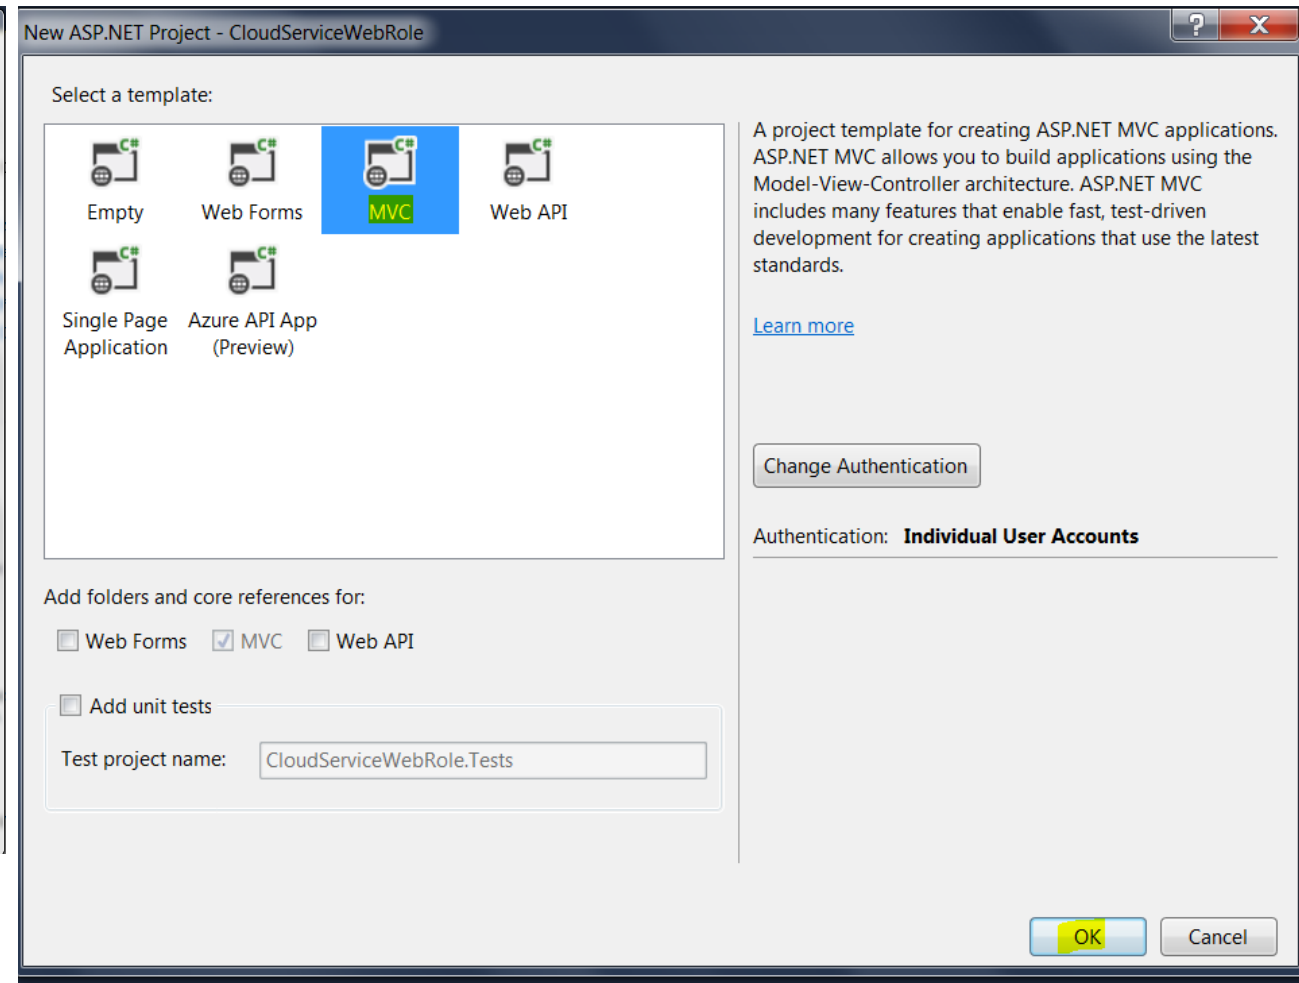 New ASP.NET Project - CloudServiceWebRole
?
X
Select a template:
C# C# C# C#
Empty Web Forms MVC Web API
C# C#
Single Page Azure API App
Application (Preview)
A project template for creating ASP.NET MVC applications.
ASP.NET MVC allows you to build applications using the
Model-View-Controller architecture. ASP.NET MVC
includes many features that enable fast, test-driven
development for creating applications that use the latest
standards.
Learn more
Change Authentication
Authentication: Individual User Accounts
Add folders and core references for:
Web Forms MVC Web API
Add unit tests
Test project name: CloudServiceWebRole.Tests
OK Cancel